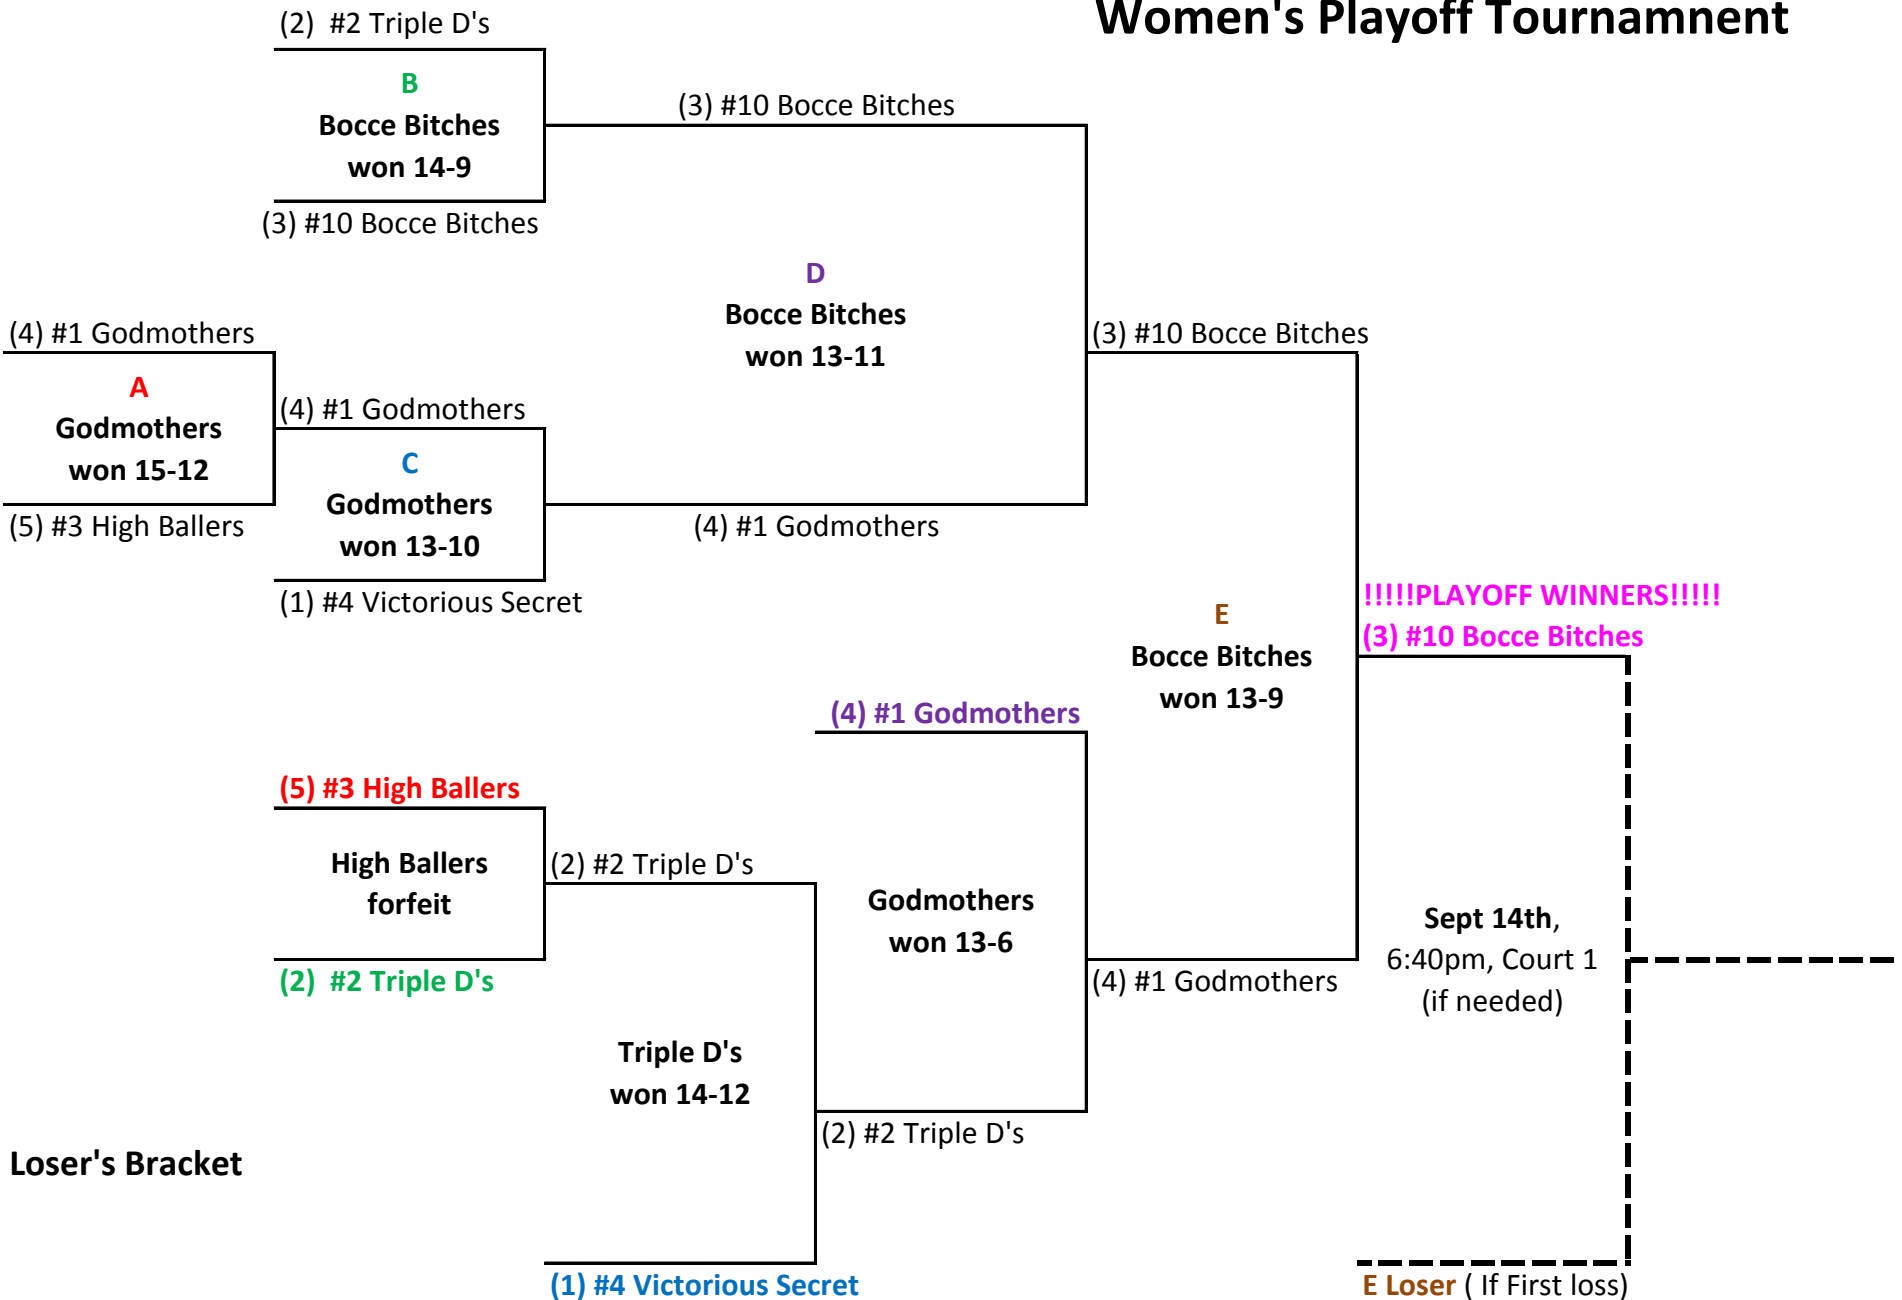 Women's Playoff Tournamnent
(2)  #2 Triple D's
B
Bocce Bitches
won 14-9
(3) #10 Bocce Bitches
(3) #10 Bocce Bitches
D
Bocce Bitches
won 13-11
(4) #1 Godmothers
A
Godmothers
won 15-12
(5) #3 High Ballers
(4) #1 Godmothers
C
Godmothers
won 13-10
(1) #4 Victorious Secret
(4) #1 Godmothers
(3) #10 Bocce Bitches
E
Bocce Bitches
won 13-9
!!!!!PLAYOFF WINNERS!!!!!
(3) #10 Bocce Bitches
(4) #1 Godmothers
(5) #3 High Ballers
High Ballers
forfeit
(2)  #2 Triple D's
(2) #2 Triple D's
Godmothers
won 13-6
(4) #1 Godmothers
Sept 14th,
6:40pm, Court 1
(if needed)
Triple D's
won 14-12
(2) #2 Triple D's
Loser's Bracket
(1) #4 Victorious Secret
E Loser ( If First loss)